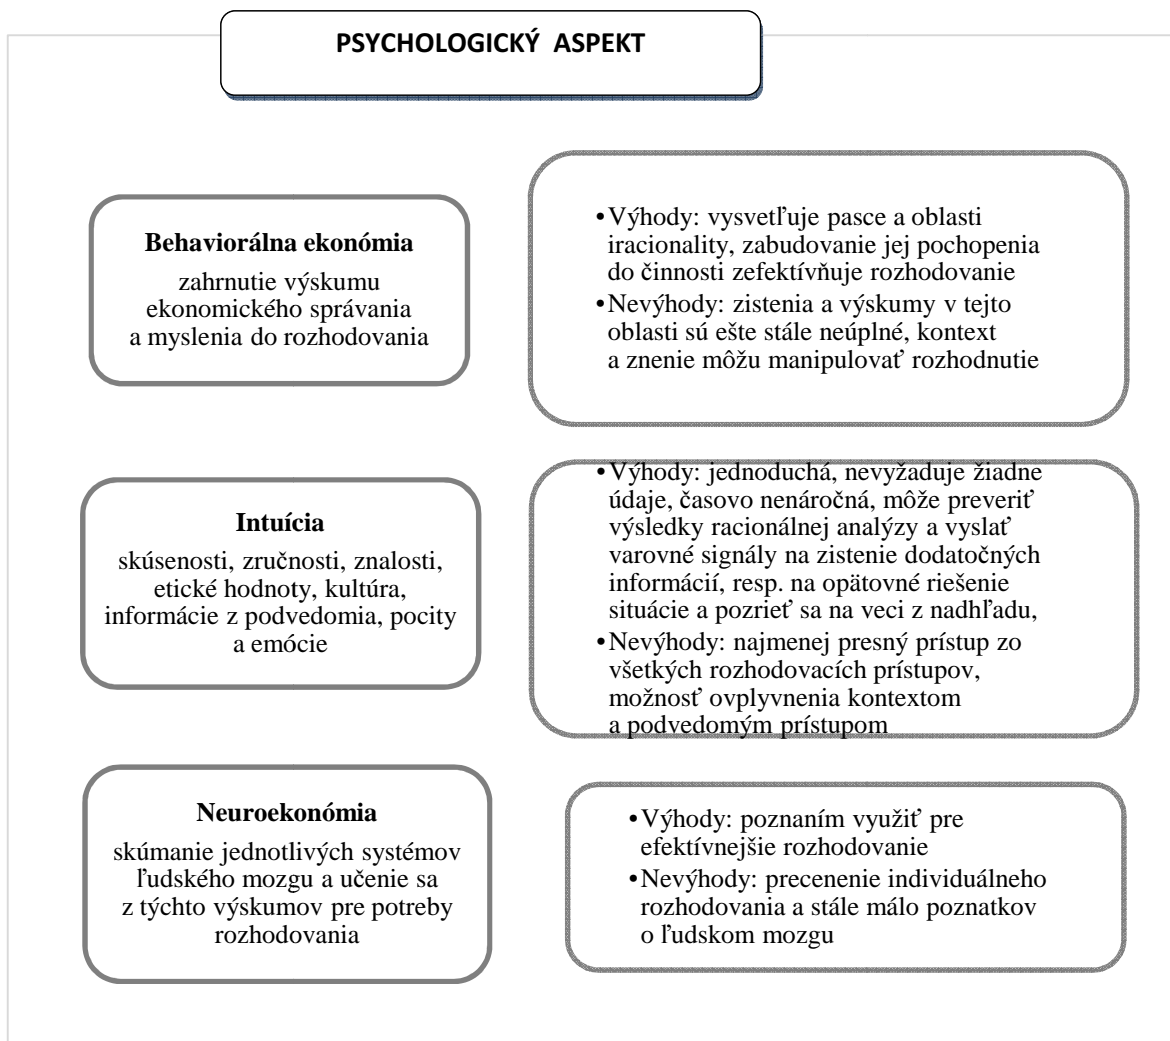 PSYCHOLOGICKÝ ASPEKT
Behaviorálna ekonómia
zahrnutie výskumu
ekonomického správania
a myslenia do rozhodovania
•Výhody: vysvetľuje pasce a oblasti
iracionality, zabudovanie jej pochopenia
do činnosti zefektívňuje rozhodovanie
•Nevýhody: zistenia a výskumy v tejto
oblasti sú ešte stále neúplné, kontext
a znenie môžu manipulovať rozhodnutie
Intuícia
skúsenosti, zručnosti, znalosti,
etické hodnoty, kultúra,
informácie z podvedomia, pocity
a emócie
•Výhody: jednoduchá, nevyžaduje žiadne
údaje, časovo nenáročná, môže preveriť
výsledky racionálnej analýzy a vyslať
varovné signály na zistenie dodatočných
informácií, resp. na opätovné riešenie
situácie a pozrieť sa na veci z nadhľadu,
•Nevýhody: najmenej presný prístup zo
všetkých rozhodovacích prístupov,
možnosť ovplyvnenia kontextom
a podvedomým prístupom
Neuroekonómia
skúmanie jednotlivých systémov
ľudského mozgu a učenie sa
z týchto výskumov pre potreby
rozhodovania
•Výhody: poznaním využiť pre
efektívnejšie rozhodovanie
•Nevýhody: precenenie individuálneho
rozhodovania a stále málo poznatkov
o ľudskom mozgu